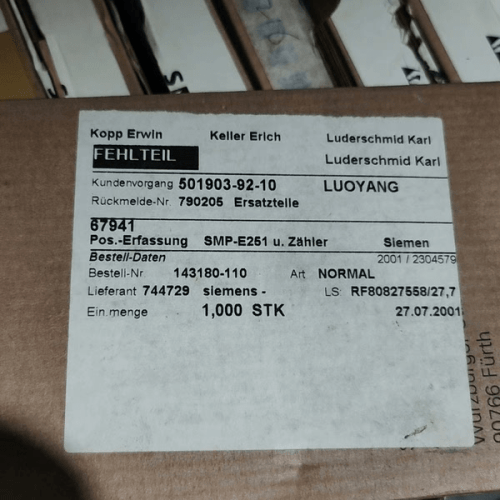 Kopp Erwin Keller Erich Luderschmid Karl
FEHLTEIL Luderschmid Karl
Kundenvorgang 501903-92-10 LUOYANG
Rückmelde-Nr 790205 Ersatzteile
67941
Pos.-Erfassung SMP-E251 u. Zähler Siemen
Bestell-Daten 2001 / 2304579
Bestell-Nr 143180-110 Art NORMAL
Lieferant 744729 siemens - LS RF80827558/27,7
Ein.menge 1,000 STK 27.07.2001
Würzburger
90766 Fürth